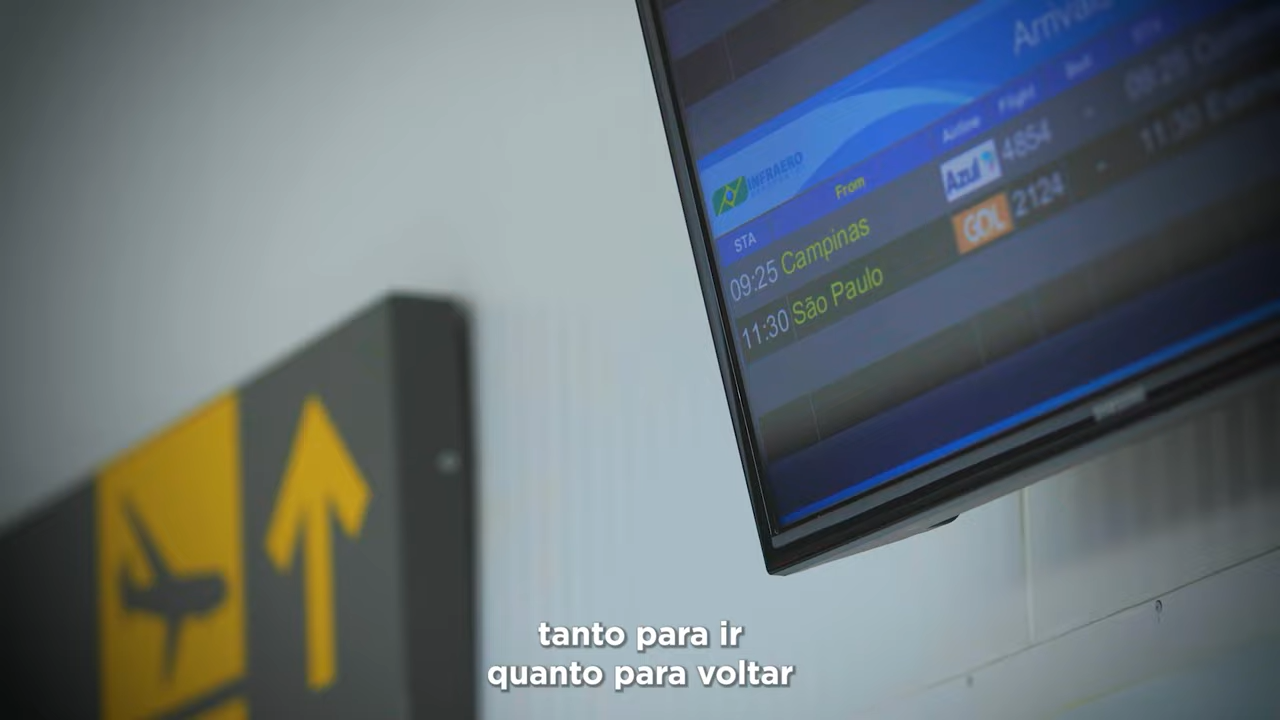 Arrivals
INFRAERO
STA From Airline Flight
09:25 Campinas Azul 4854 - 09:25
11:30 São Paulo GOL 2124 - 11:30
tanto para ir
quanto para voltar